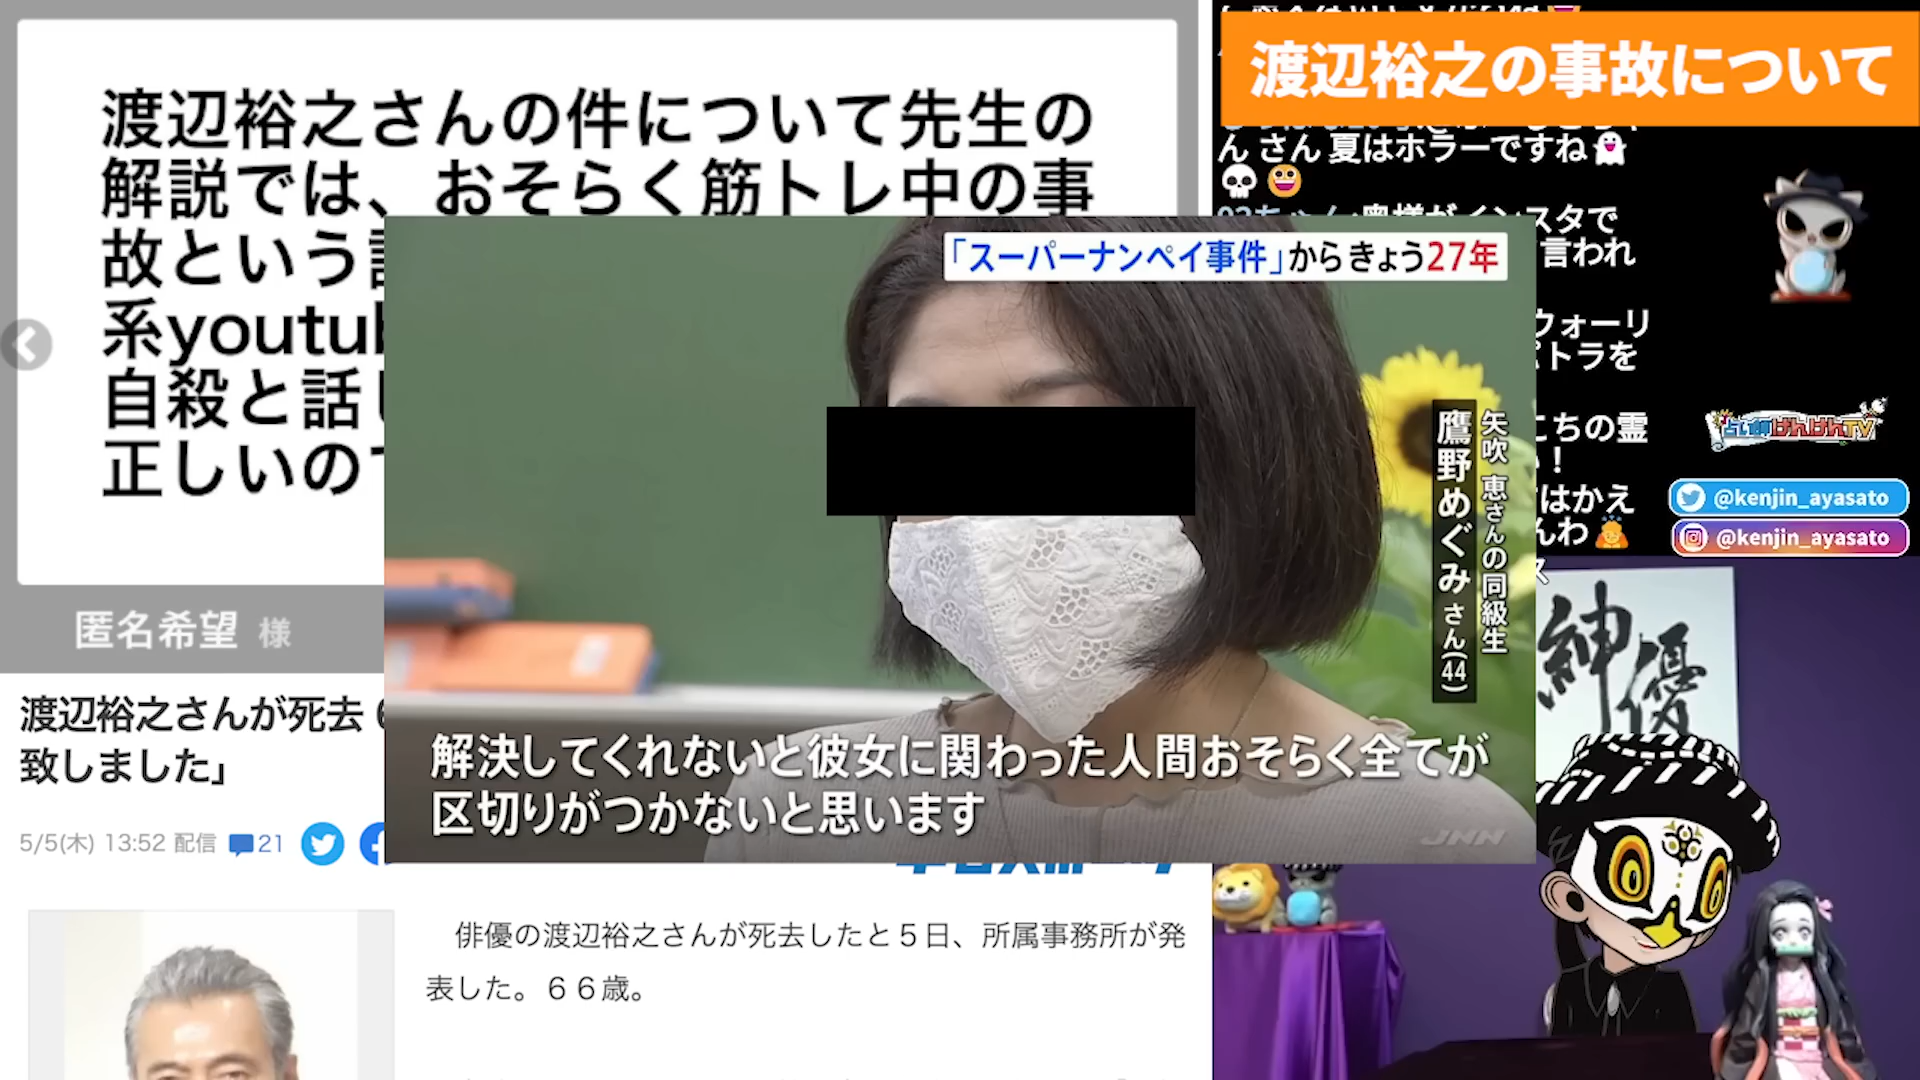 渡辺裕之さんの件について先生の
解説では、おそらく筋トレ中の事
故という
系youtu
自殺と話
正しいの
匿名希望 様
渡辺裕之さんが死去
致しました」
5/5(木) 13:52 配信 21
俳優の渡辺裕之さんが死去したと５日、所属事務所が発
表した。６６歳。
「スーパーナンペイ事件」からきょう27年
矢吹 恵さんの同級生
鷹野めぐみさん(44)
解決してくれないと彼女に関わった人間おそらく全てが
区切りがつかないと思います
JNN
渡辺裕之の事故について
ん さん 夏はホラーですね👻
💀😀
スタで
言われ
ウォーリ
トラを
こちの霊
！
はかえ
んわ🙇
占い師けんけんTV
@kenjin_ayasato
@kenjin_ayasato
紳優